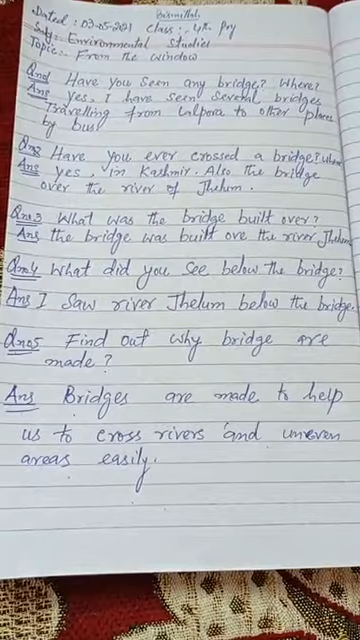 Bismillah
Dated: 03-05-2021 Class:- 4th Pry
Sub:- Environmental Studies
Topic:- From the window
Qno1 Have you seen any bridge? Where?
Ans yes, I have seen several bridges
Travelling from Walpora to other places
by bus
Qno2 Have you ever crossed a bridge? where
Ans yes, in Kashmir. Also the bridge
over the river of Jhelum.
Qno.3 What was the bridge built over?
Ans the bridge was built ove the river Jhelum
Qno4 What did you see below the bridge?
Ans I Saw river Jhelum below the bridge.
Qno5 Find out why bridge are
made?
Ans Bridges are made to help
us to cross rivers and uneven
areas easily.